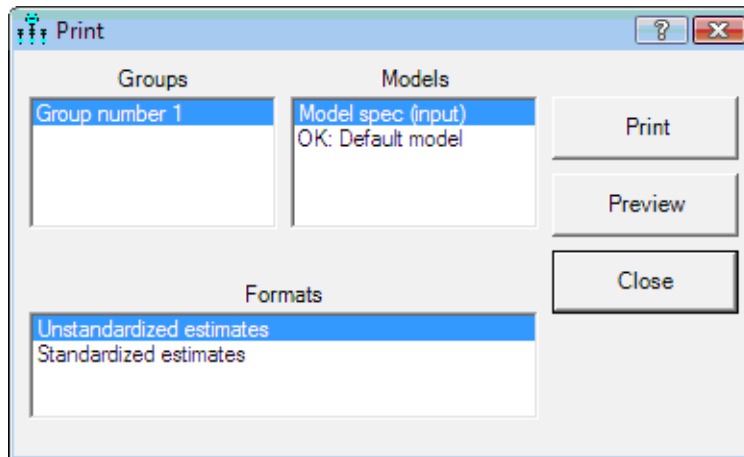 Print
Groups
Models
Group number 1
Model spec (input)
OK: Default model
Print
Preview
Close
Formats
Unstandardized estimates
Standardized estimates